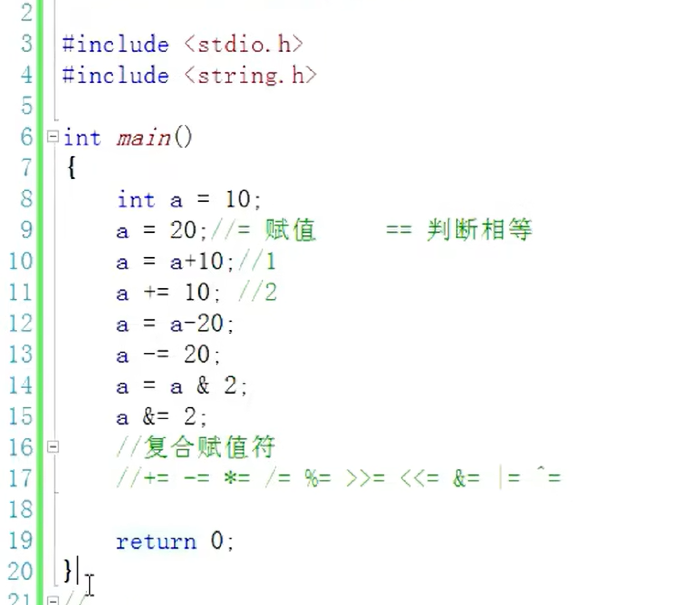 2
3 #include <stdio.h>
4 #include <string.h>
5
6 int main()
7 {
8 int a = 10;
9 a = 20;//= 赋值 == 判断相等
10 a = a+10;//1
11 a += 10; //2
12 a = a-20;
13 a -= 20;
14 a = a & 2;
15 a &= 2;
16 //复合赋值符
17 //+= -= *= /= %= >>= <<= &= |= ^=
18
19 return 0;
20 }
21 //